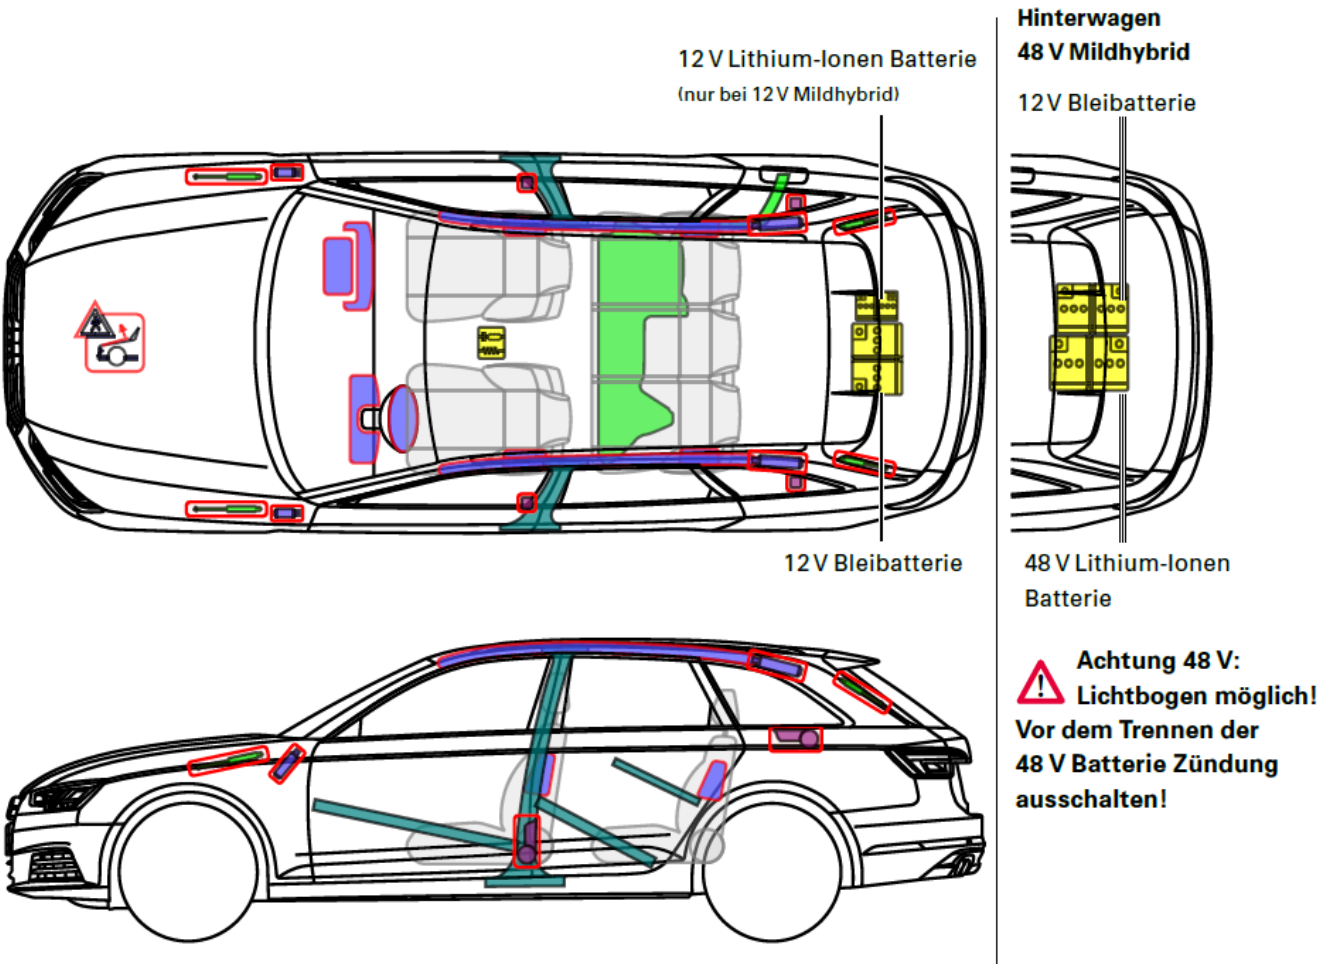 12 V Lithium-Ionen Batterie
(nur bei 12 V Mildhybrid)
12 V Bleibatterie
Hinterwagen
48 V Mildhybrid
12 V Bleibatterie
48 V Lithium-Ionen
Batterie
Achtung 48 V:
Lichtbogen möglich!
Vor dem Trennen der
48 V Batterie Zündung
ausschalten!